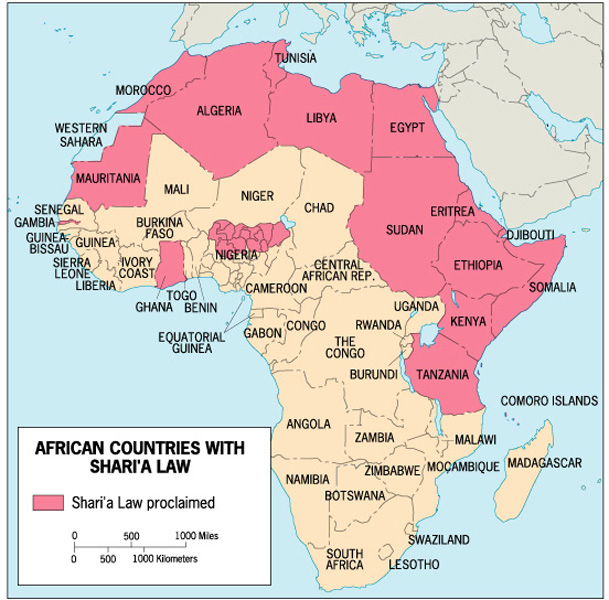 TUNISIA
MOROCCO
ALGERIA
LIBYA
EGYPT
WESTERN
SAHARA
MAURITANIA
MALI
NIGER
CHAD
SUDAN
ERITREA
DJIBOUTI
SENEGAL
GAMBIA
GUINEA-
BISSAU
GUINEA
BURKINA
FASO
SIERRA
LEONE
LIBERIA
IVORY
COAST
GHANA
TOGO
BENIN
NIGERIA
CAMEROON
CENTRAL
AFRICAN REP.
ETHIOPIA
SOMALIA
EQUATORIAL
GUINEA
GABON
CONGO
THE
CONGO
UGANDA
RWANDA
BURUNDI
KENYA
TANZANIA
COMORO ISLANDS
ANGOLA
ZAMBIA
MALAWI
MOÇAMBIQUE
MADAGASCAR
ZIMBABWE
NAMIBIA
BOTSWANA
SWAZILAND
SOUTH
AFRICA
LESOTHO
AFRICAN COUNTRIES WITH
SHARI'A LAW
Shari'a Law proclaimed
0 500 1000 Miles
0 500 1000 Kilometers